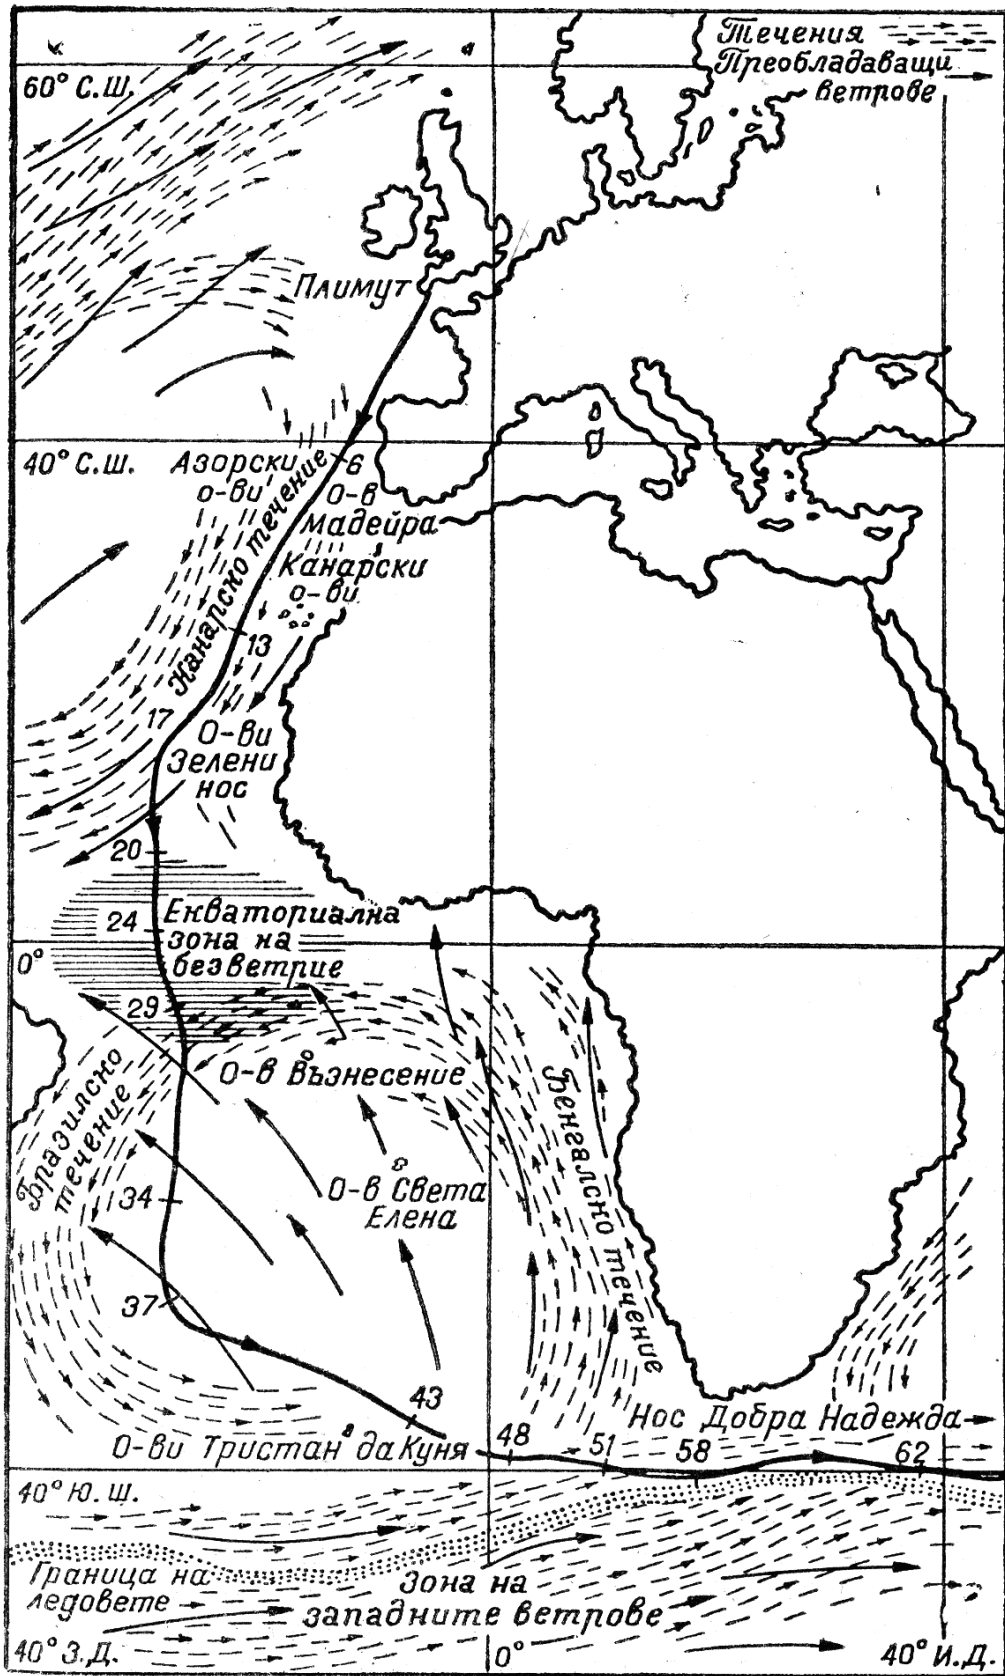 Течения
Преобладаващи
ветрове
60° С.Ш.
Плимут
40° С.Ш.
Азорски
о-ви
6
О-в
Мадейра
Канарско течение
Канарски
о-ви
13
17
О-ви
Зелени
нос
20
24
Екваториална
зона на
безветрие
0°
29
О-в Възнесение
Бразилско
течение
Бенгалско течение
О-в Света
Елена
34
37
43
Нос Добра Надежда
О-ви Тристан да Куня
48
51
58
62
40° Ю.Ш.
Граница на
ледовете
Зона на
западните ветрове
40° З.Д.
0°
40° И.Д.